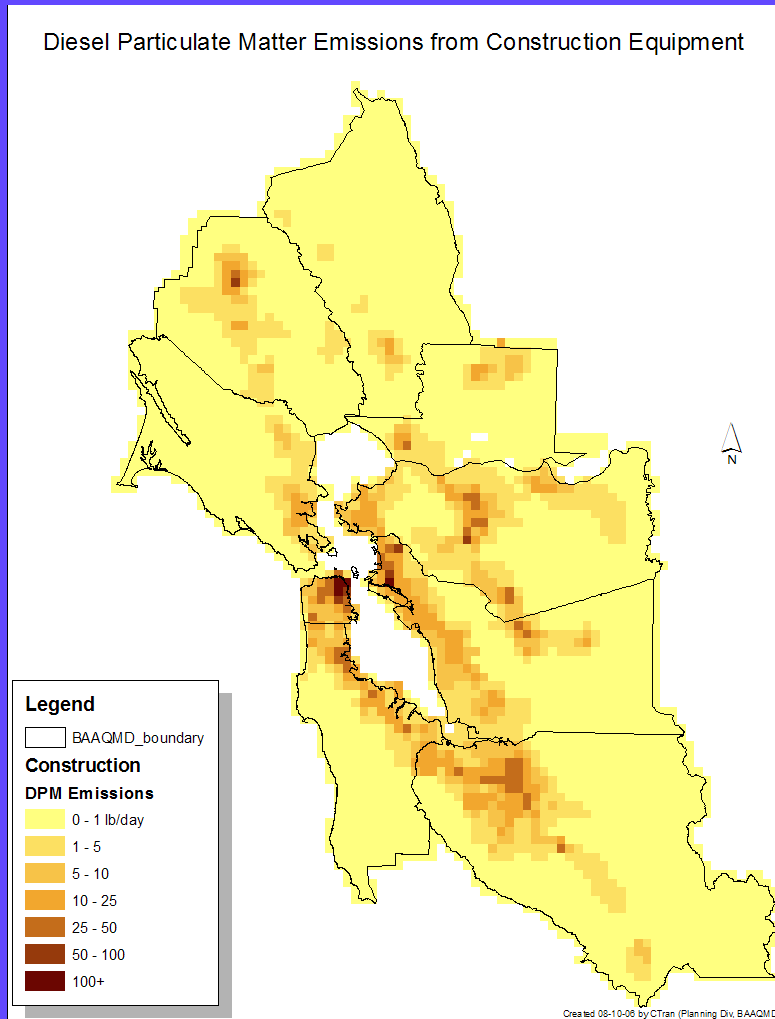 Diesel Particulate Matter Emissions from Construction Equipment
N
Legend
BAAQMD_boundary
Construction
DPM Emissions
0 - 1 lb/day
1 - 5
5 - 10
10 - 25
25 - 50
50 - 100
100+
Created 08-10-06 by CTran (Planning Div, BAAQMD